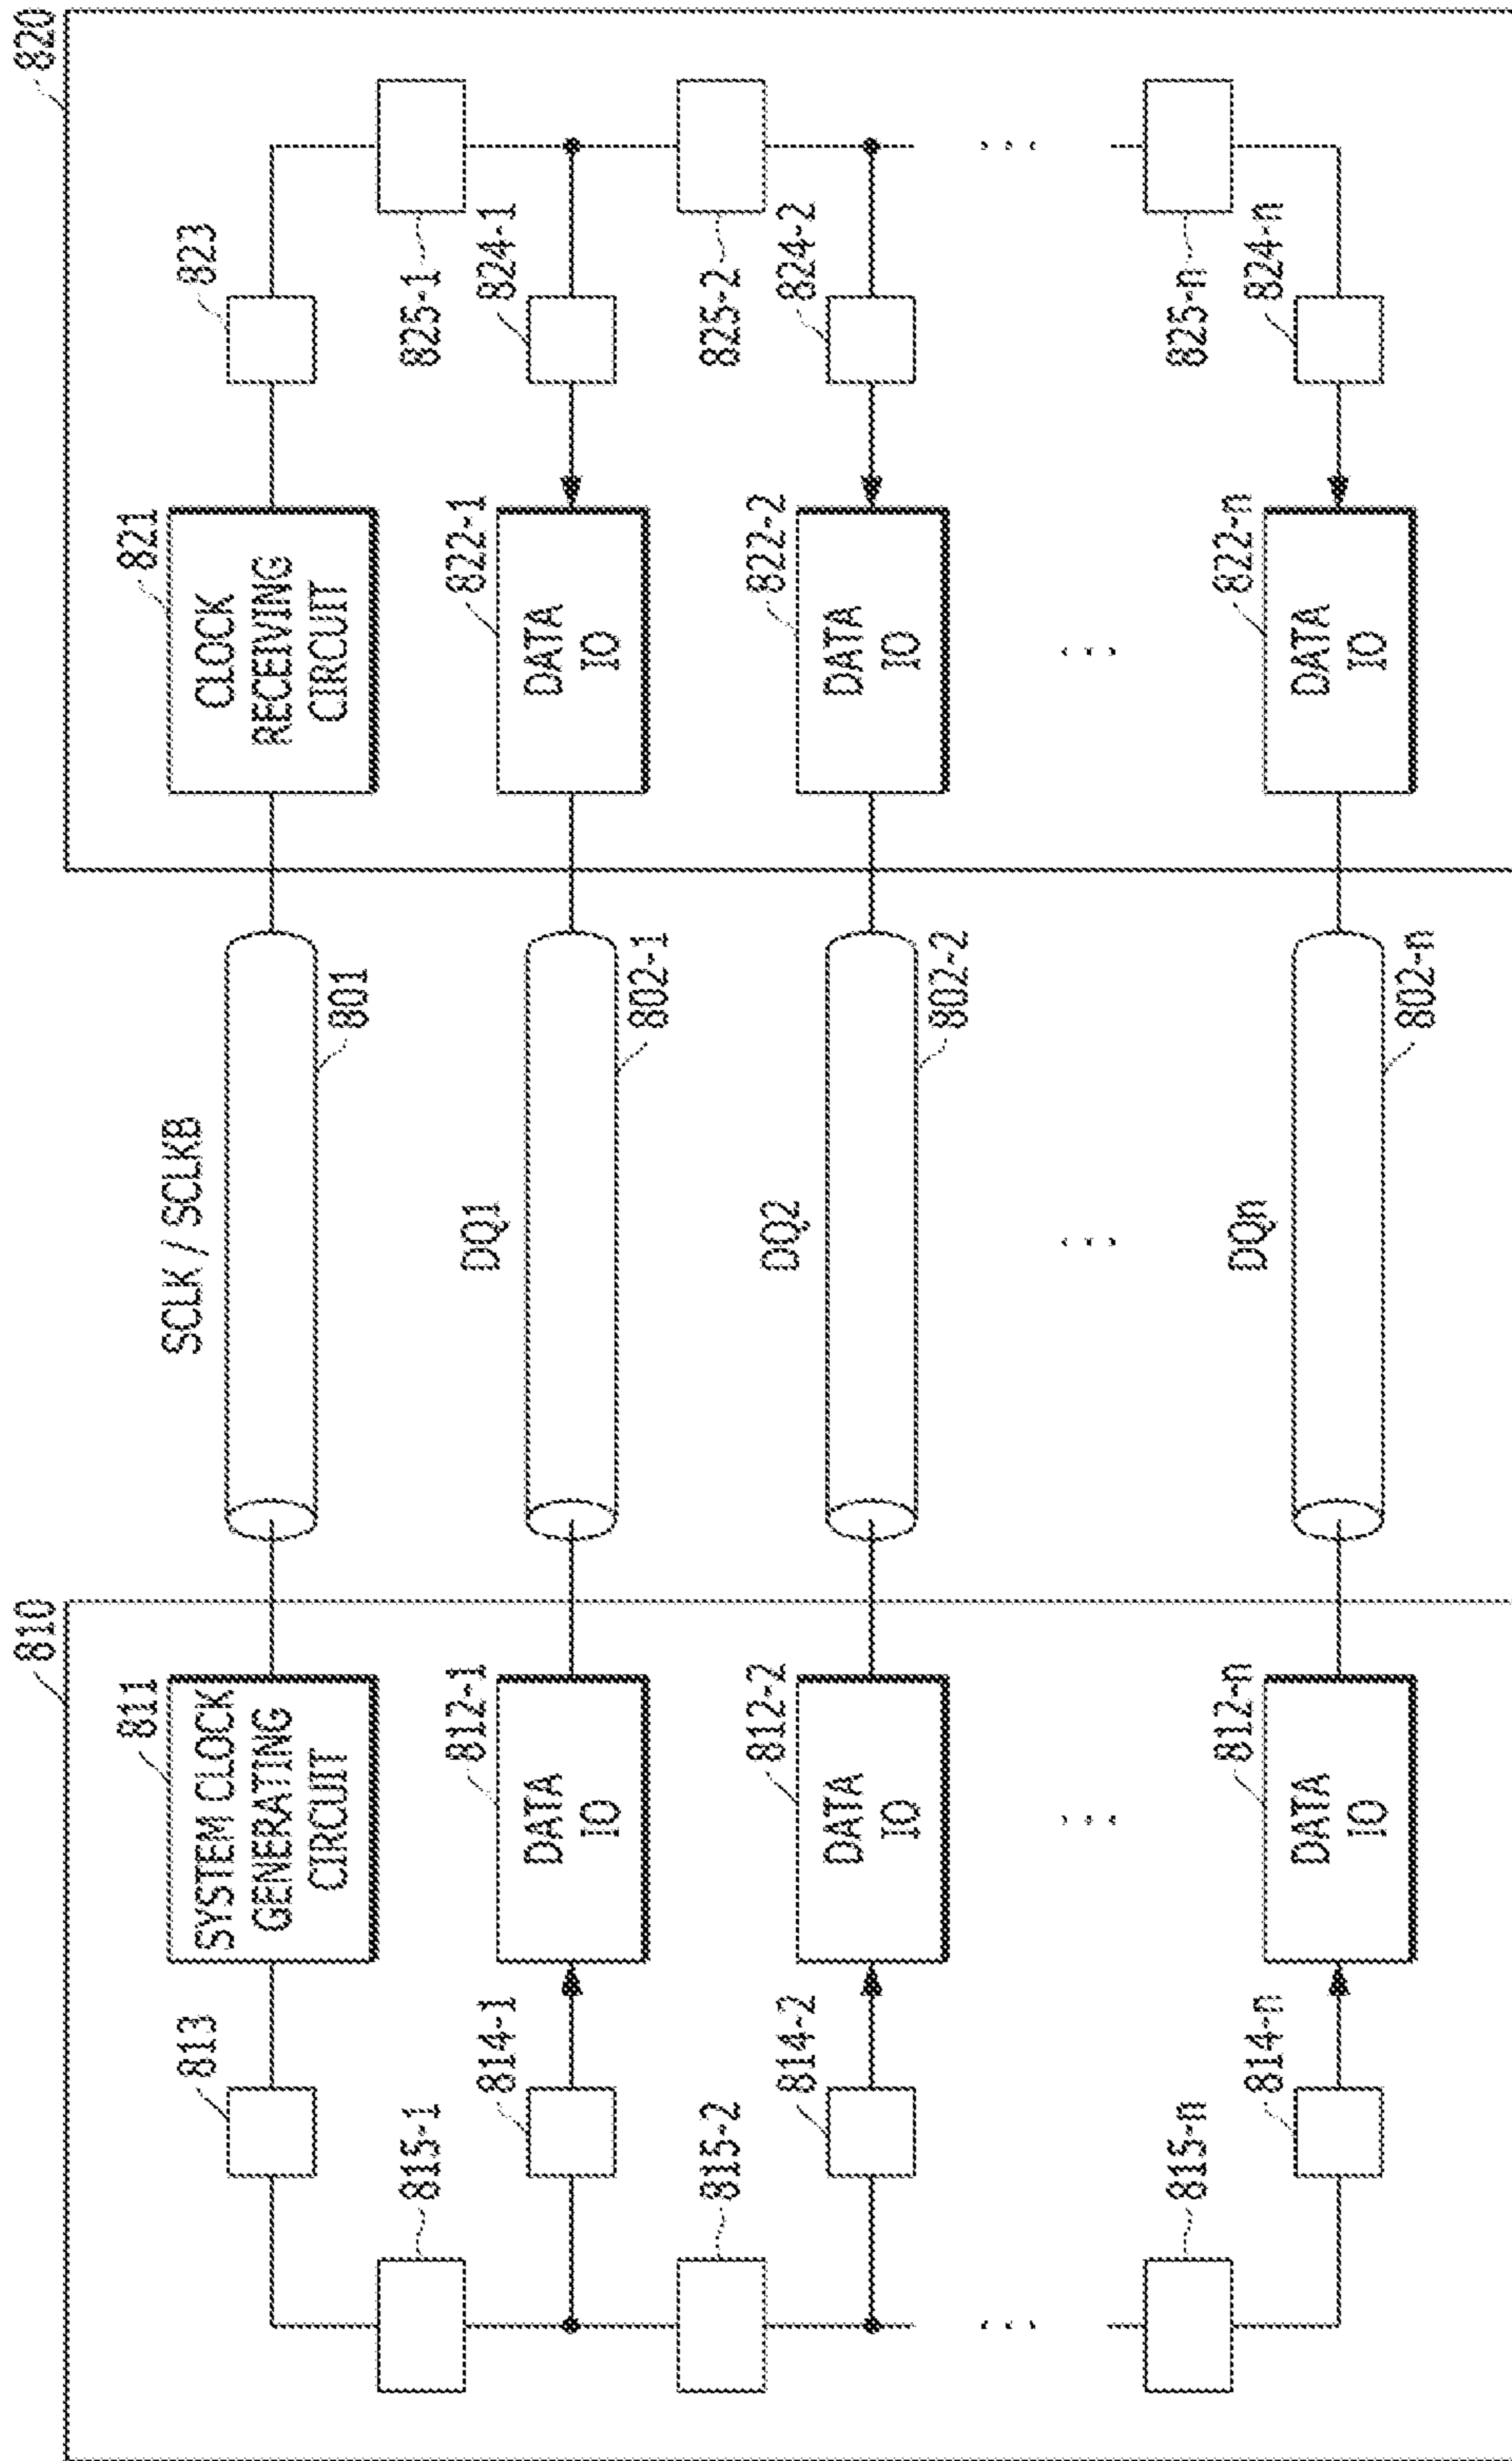 810
811
SYSTEM CLOCK
GENERATING
CIRCUIT
813
815-1
812-1
DATA
IO
814-1
815-2
812-2
DATA
IO
814-2
...
815-n
812-n
DATA
IO
814-n
SCLK / SCLKB
801
DQ1
802-1
DQ2
802-2
...
DQn
802-n
820
821
CLOCK
RECEIVING
CIRCUIT
823
825-1
822-1
DATA
IO
824-1
825-2
822-2
DATA
IO
824-2
...
825-n
822-n
DATA
IO
824-n